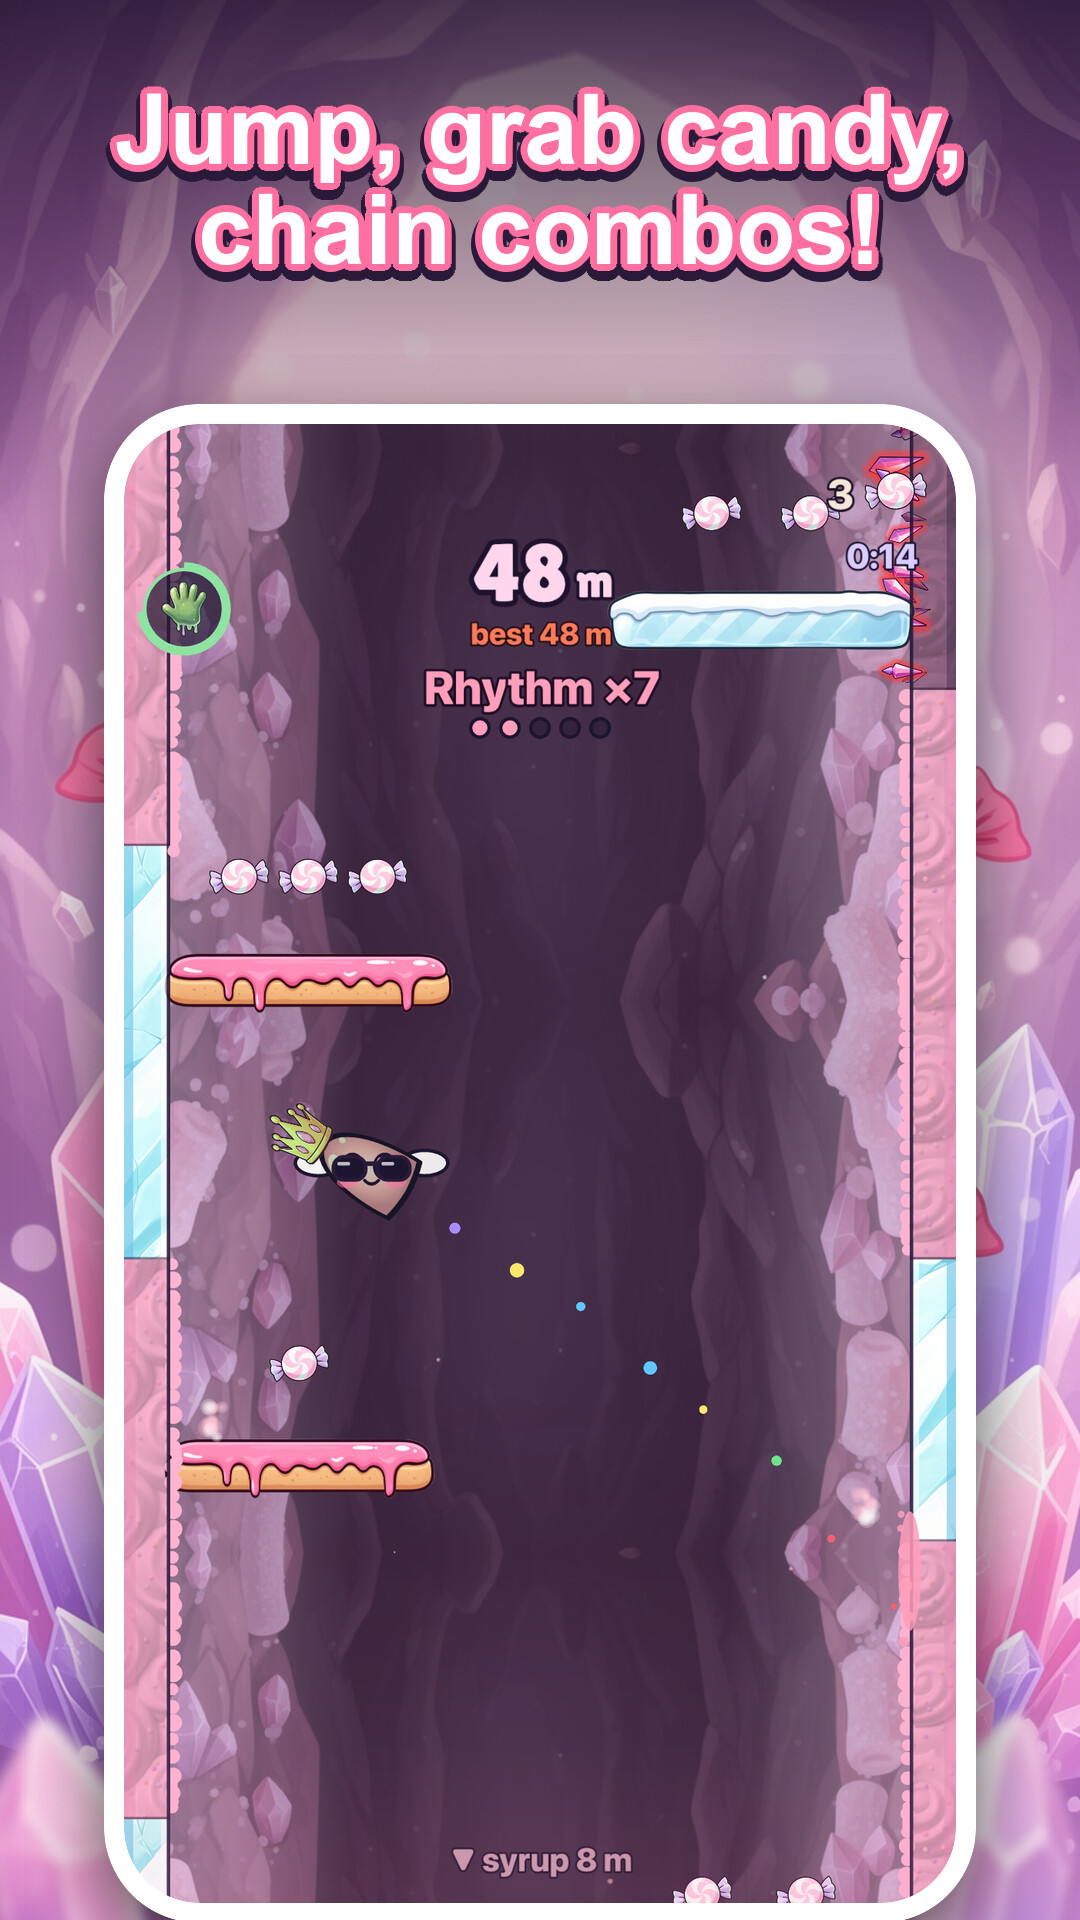 Jump, grab candy,
chain combos!
3
0:14
48 m
best 48 m
Rhythm ×7
▼ syrup 8 m